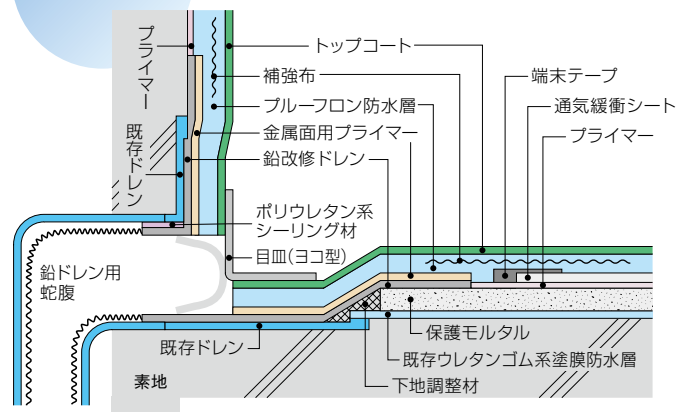 プライマー
既存ドレン
トップコート
補強布
プルーフロン防水層
金属面用プライマー
鉛改修ドレン
端末テープ
通気緩衝シート
プライマー
ポリウレタン系
シーリング材
目皿(ヨコ型)
鉛ドレン用
蛇腹
既存ドレン
素地
保護モルタル
既存ウレタンゴム系塗膜防水層
下地調整材